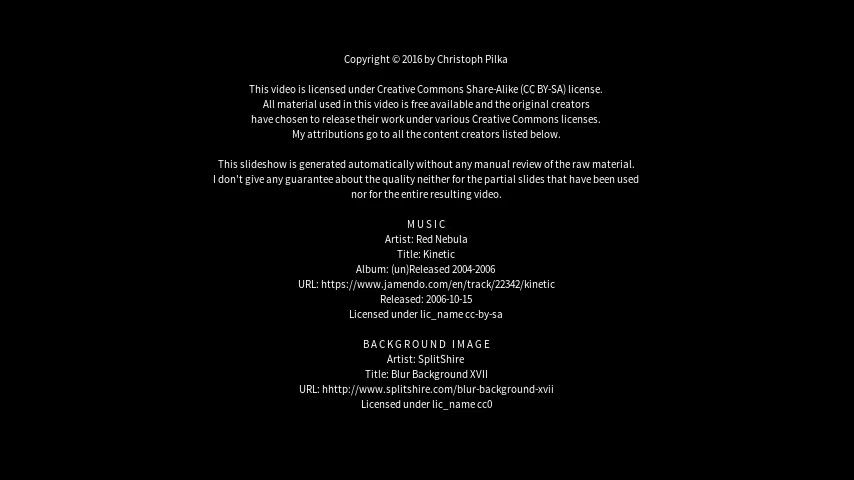 Copyright © 2016 by Christoph Pilka
This video is licensed under Creative Commons Share-Alike (CC BY-SA) license.
All material used in this video is free available and the original creators
have chosen to release their work under various Creative Commons licenses.
My attributions go to all the content creators listed below.
This slideshow is generated automatically without any manual review of the raw material.
I don't give any guarantee about the quality neither for the partial slides that have been used
nor for the entire resulting video.
MUSIC
Artist: Red Nebula
Title: Kinetic
Album: (un)Released 2004-2006
URL: https://www.jamendo.com/en/track/22342/kinetic
Released: 2006-10-15
Licensed under lic_name cc-by-sa
BACKGROUND IMAGE
Artist: SplitShire
Title: Blur Background XVII
URL: hhttp://www.splitshire.com/blur-background-xvii
Licensed under lic_name cc0